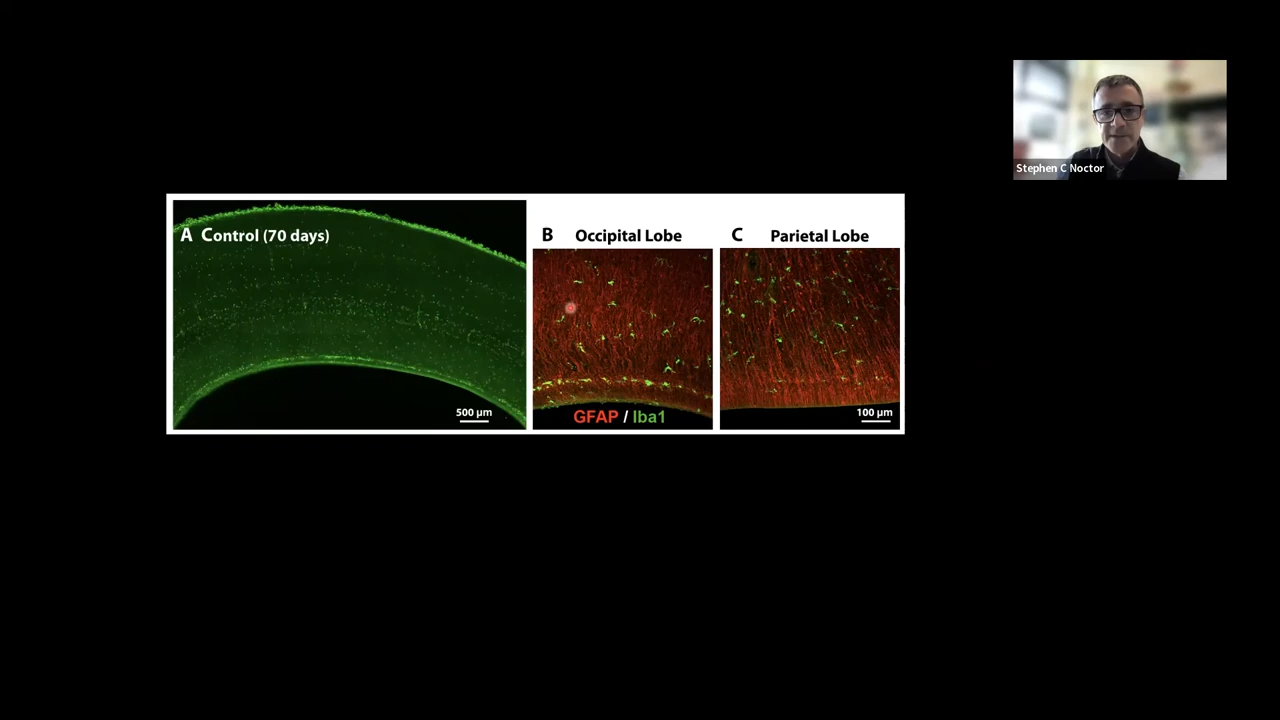 Stephen C Noctor
A Control (70 days)
B Occipital Lobe
C Parietal Lobe
500 µm
GFAP / Iba1
100 µm